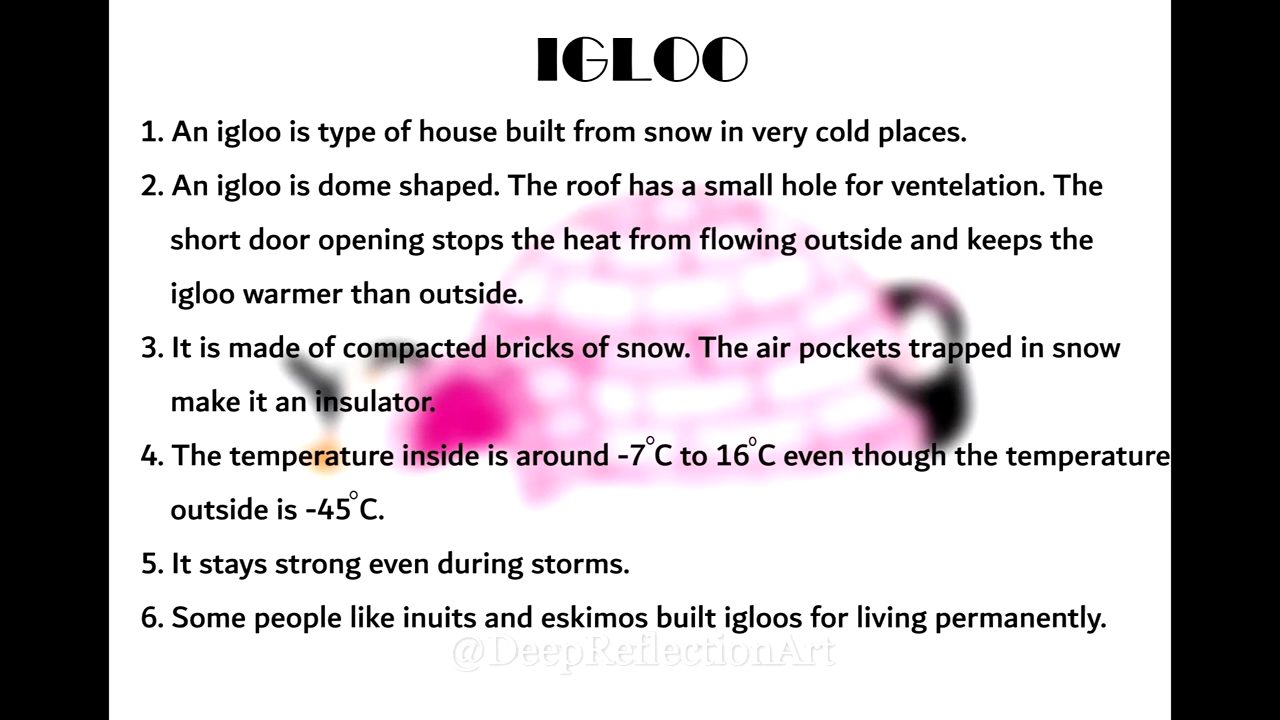 IGLOO
1. An igloo is type of house built from snow in very cold places.
2. An igloo is dome shaped. The roof has a small hole for ventelation. The
short door opening stops the heat from flowing outside and keeps the
igloo warmer than outside.
3. It is made of compacted bricks of snow. The air pockets trapped in snow
make it an insulator.
4. The temperature inside is around -7°C to 16°C even though the temperature
outside is -45°C.
5. It stays strong even during storms.
6. Some people like inuits and eskimos built igloos for living permanently.
@DeepReflectionArt